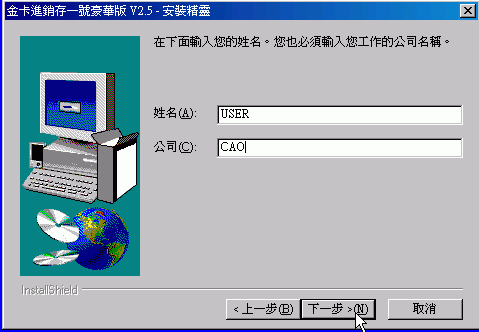 金卡進銷存一號豪華版 V2.5 - 安裝精靈
在下面輸入您的姓名。您也必須輸入您工作的公司名稱。
姓名(A):
USER
公司(C):
CAO
InstallShield
< 上一步(B)
下一步 >(N)
取消